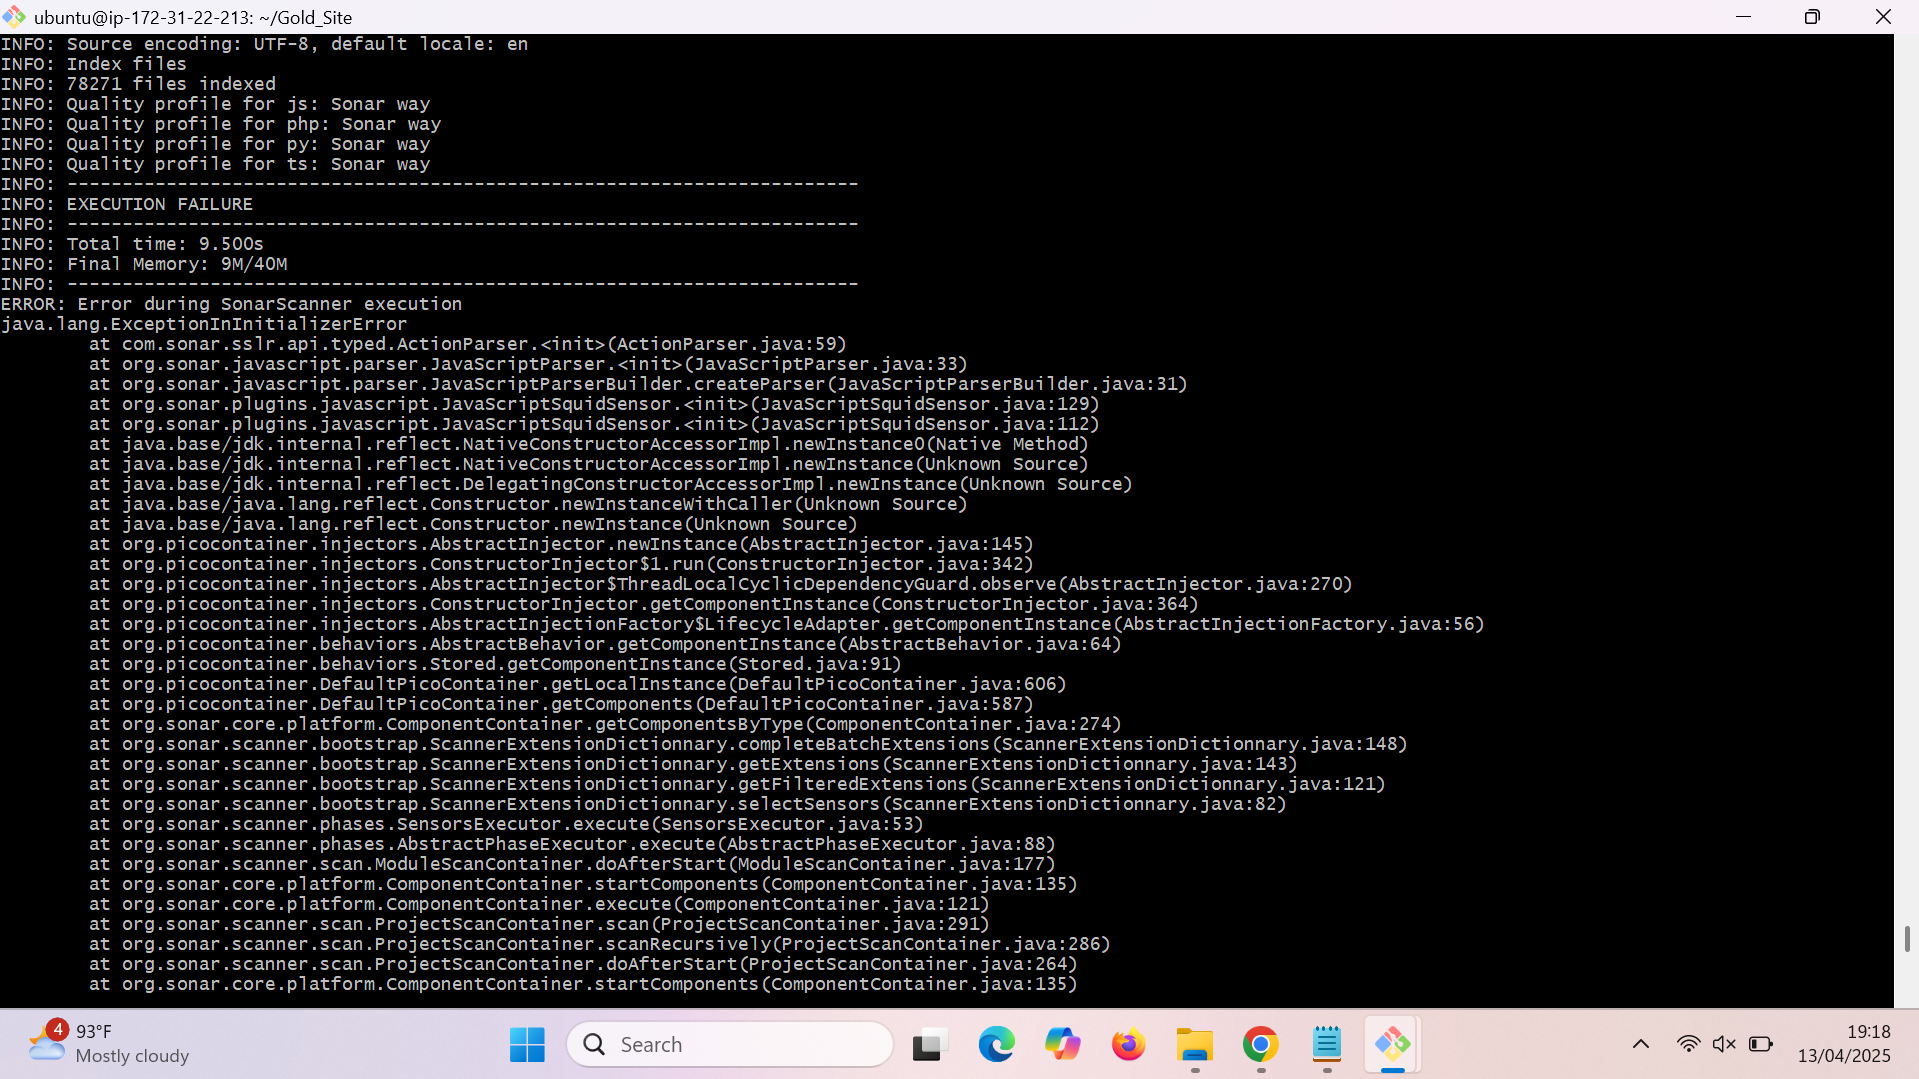 ubuntu@ip-172-31-22-213: ~/Gold_Site
INFO: Source encoding: UTF-8, default locale: en
INFO: Index files
INFO: 78271 files indexed
INFO: Quality profile for js: Sonar way
INFO: Quality profile for php: Sonar way
INFO: Quality profile for py: Sonar way
INFO: Quality profile for ts: Sonar way
INFO: ------------------------------------------------------------------------
INFO: EXECUTION FAILURE
INFO: ------------------------------------------------------------------------
INFO: Total time: 9.500s
INFO: Final Memory: 9M/40M
INFO: ------------------------------------------------------------------------
ERROR: Error during SonarScanner execution
java.lang.ExceptionInInitializerError
at com.sonar.sslr.api.typed.ActionParser.<init>(ActionParser.java:59)
at org.sonar.javascript.parser.JavaScriptParser.<init>(JavaScriptParser.java:33)
at org.sonar.javascript.parser.JavaScriptParserBuilder.createParser(JavaScriptParserBuilder.java:31)
at org.sonar.plugins.javascript.JavaScriptSquidSensor.<init>(JavaScriptSquidSensor.java:129)
at org.sonar.plugins.javascript.JavaScriptSquidSensor.<init>(JavaScriptSquidSensor.java:112)
at java.base/jdk.internal.reflect.NativeConstructorAccessorImpl.newInstance0(Native Method)
at java.base/jdk.internal.reflect.NativeConstructorAccessorImpl.newInstance(Unknown Source)
at java.base/jdk.internal.reflect.DelegatingConstructorAccessorImpl.newInstance(Unknown Source)
at java.base/java.lang.reflect.Constructor.newInstanceWithCaller(Unknown Source)
at java.base/java.lang.reflect.Constructor.newInstance(Unknown Source)
at org.picocontainer.injectors.AbstractInjector.newInstance(AbstractInjector.java:145)
at org.picocontainer.injectors.ConstructorInjector$1.run(ConstructorInjector.java:342)
at org.picocontainer.injectors.AbstractInjector$ThreadLocalCyclicDependencyGuard.observe(AbstractInjector.java:270)
at org.picocontainer.injectors.ConstructorInjector.getComponentInstance(ConstructorInjector.java:364)
at org.picocontainer.injectors.AbstractInjectionFactory$LifecycleAdapter.getComponentInstance(AbstractInjectionFactory.java:56)
at org.picocontainer.behaviors.AbstractBehavior.getComponentInstance(AbstractBehavior.java:64)
at org.picocontainer.behaviors.Stored.getComponentInstance(Stored.java:91)
at org.picocontainer.DefaultPicoContainer.getLocalInstance(DefaultPicoContainer.java:606)
at org.picocontainer.DefaultPicoContainer.getComponents(DefaultPicoContainer.java:587)
at org.sonar.core.platform.ComponentContainer.getComponentsByType(ComponentContainer.java:274)
at org.sonar.scanner.bootstrap.ScannerExtensionDictionnary.completeBatchExtensions(ScannerExtensionDictionnary.java:148)
at org.sonar.scanner.bootstrap.ScannerExtensionDictionnary.getExtensions(ScannerExtensionDictionnary.java:143)
at org.sonar.scanner.bootstrap.ScannerExtensionDictionnary.getFilteredExtensions(ScannerExtensionDictionnary.java:121)
at org.sonar.scanner.bootstrap.ScannerExtensionDictionnary.selectSensors(ScannerExtensionDictionnary.java:82)
at org.sonar.scanner.phases.SensorsExecutor.execute(SensorsExecutor.java:53)
at org.sonar.scanner.phases.AbstractPhaseExecutor.execute(AbstractPhaseExecutor.java:88)
at org.sonar.scanner.scan.ModuleScanContainer.doAfterStart(ModuleScanContainer.java:177)
at org.sonar.core.platform.ComponentContainer.startComponents(ComponentContainer.java:135)
at org.sonar.core.platform.ComponentContainer.execute(ComponentContainer.java:121)
at org.sonar.scanner.scan.ProjectScanContainer.scan(ProjectScanContainer.java:291)
at org.sonar.scanner.scan.ProjectScanContainer.scanRecursively(ProjectScanContainer.java:286)
at org.sonar.scanner.scan.ProjectScanContainer.doAfterStart(ProjectScanContainer.java:264)
at org.sonar.core.platform.ComponentContainer.startComponents(ComponentContainer.java:135)
4
93°F
Mostly cloudy
Search
19:18
13/04/2025